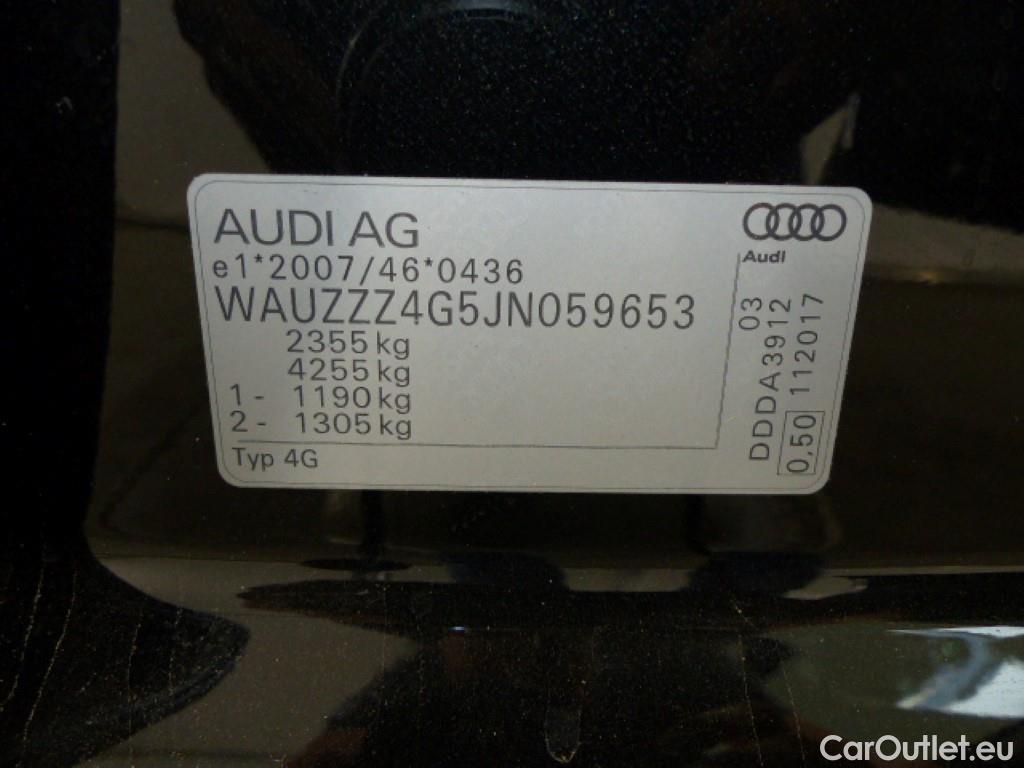 AUDI AG
e1*2007/46*0436
WAUZZZ4G5JN059653
2355 kg
4255 kg
1 - 1190 kg
2 - 1305 kg
Typ 4G
Audi
03
DDDA3912
0,50 112017
CarOutlet.eu